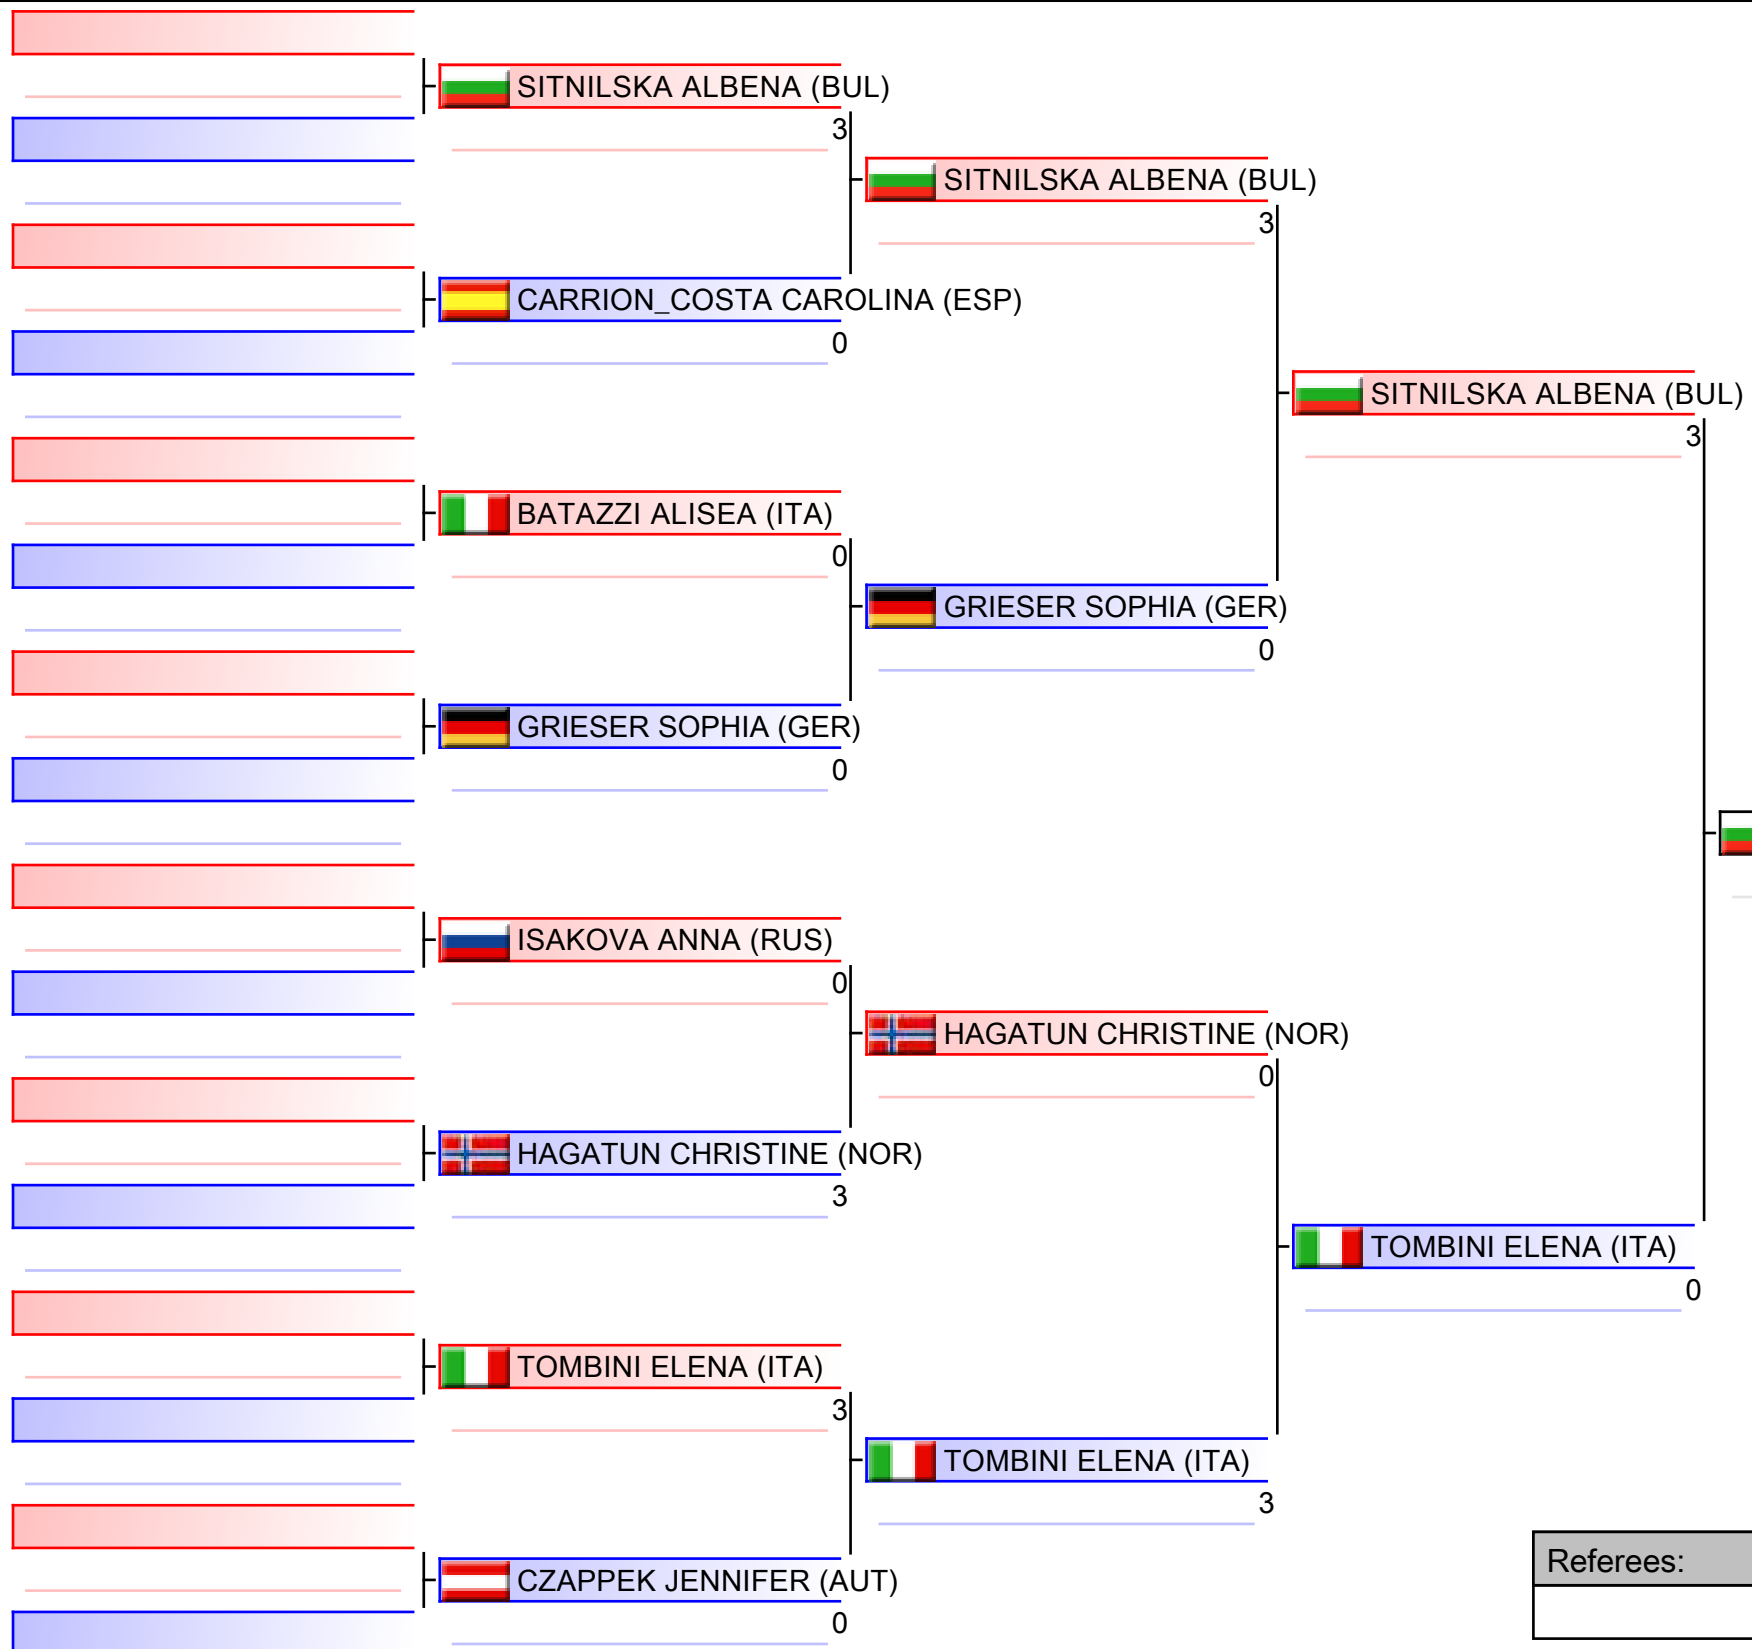 SITNILSKA ALBENA (BUL)
3
SITNILSKA ALBENA (BUL)
3
CARRION_COSTA CAROLINA (ESP)
0
SITNILSKA ALBENA (BUL)
3
BATAZZI ALISEA (ITA)
0
GRIESER SOPHIA (GER)
0
GRIESER SOPHIA (GER)
0
ISAKOVA ANNA (RUS)
0
HAGATUN CHRISTINE (NOR)
0
HAGATUN CHRISTINE (NOR)
3
TOMBINI ELENA (ITA)
0
TOMBINI ELENA (ITA)
3
TOMBINI ELENA (ITA)
3
CZAPPEK JENNIFER (AUT)
0
Referees: